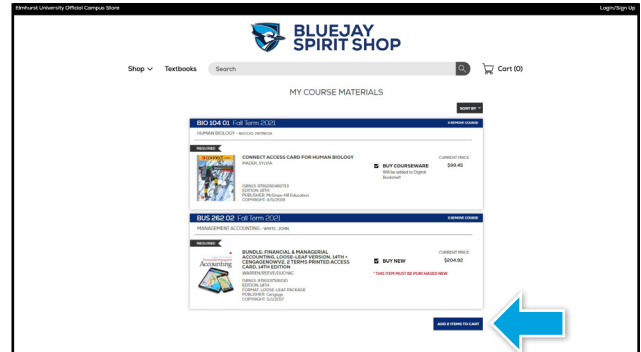 Elmhurst University Official Campus Store
Login/Sign Up
BLUEJAY
SPIRIT SHOP
Shop
Textbooks
Search
Cart (0)
MY COURSE MATERIALS
SORT BY
BIO 104 01 Fall Term 2021
X REMOVE COURSE
HUMAN BIOLOGY -
REQUIRED
CONNECT ACCESS CARD FOR HUMAN BIOLOGY
MADER, SYLVIA
EDITION: 16TH
PUBLISHER: McGraw-Hill Education
BUY COURSEWARE
Will be added to Digital
Bookshelf
CURRENT PRICE
$99.45
BUS 262 02 Fall Term 2021
X REMOVE COURSE
MANAGEMENT ACCOUNTING - WHITE, JOHN
REQUIRED
Accounting
BUNDLE: FINANCIAL & MANAGERIAL
ACCOUNTING, LOOSE-LEAF VERSION, 14TH +
CENGAGENOWV2, 2 TERMS PRINTED ACCESS
CARD, 14TH EDITION
WARREN/REEVE/DUCHAC
EDITION: 14TH
FORMAT: LOOSE-LEAF PACKAGE
PUBLISHER: Cengage
BUY NEW
* THIS ITEM MUST BE PURCHASED
NEW
CURRENT PRICE
$204.92
ADD 2 ITEMS TO CART